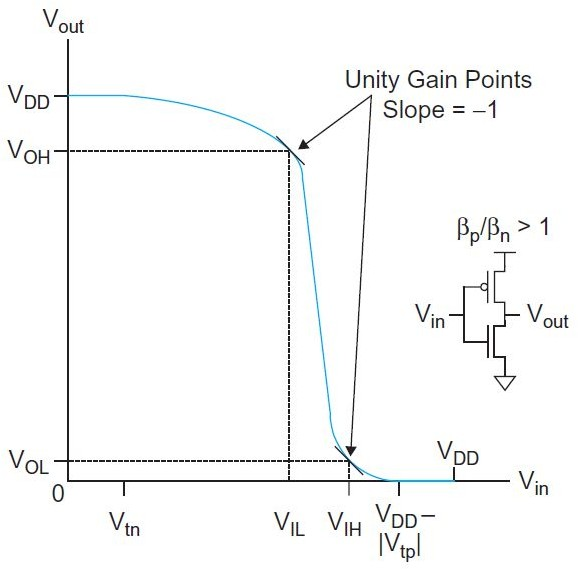 Vout
VDD
Unity Gain Points
Slope = −1
VOH
βp/βn > 1
Vin
Vout
VOL
VDD
0
Vin
Vtn
VIL
VIH
VDD−
|Vtp|